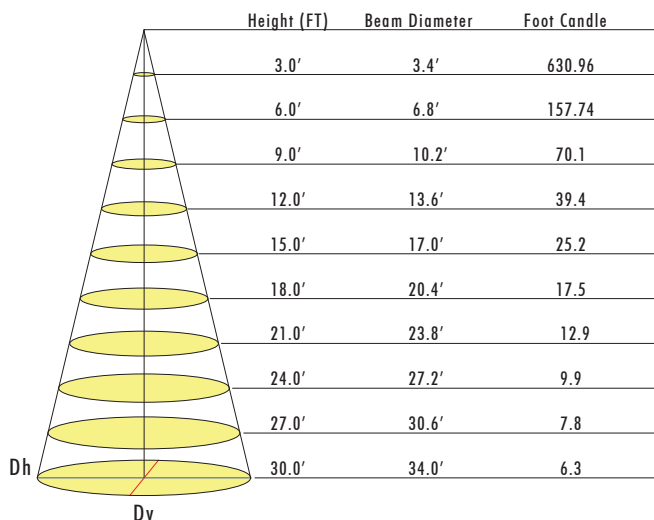 Height (FT) Beam Diameter Foot Candle
3.0' 3.4' 630.96
6.0' 6.8' 157.74
9.0' 10.2' 70.1
12.0' 13.6' 39.4
15.0' 17.0' 25.2
18.0' 20.4' 17.5
21.0' 23.8' 12.9
24.0' 27.2' 9.9
27.0' 30.6' 7.8
Dh 30.0' 34.0' 6.3
Dv